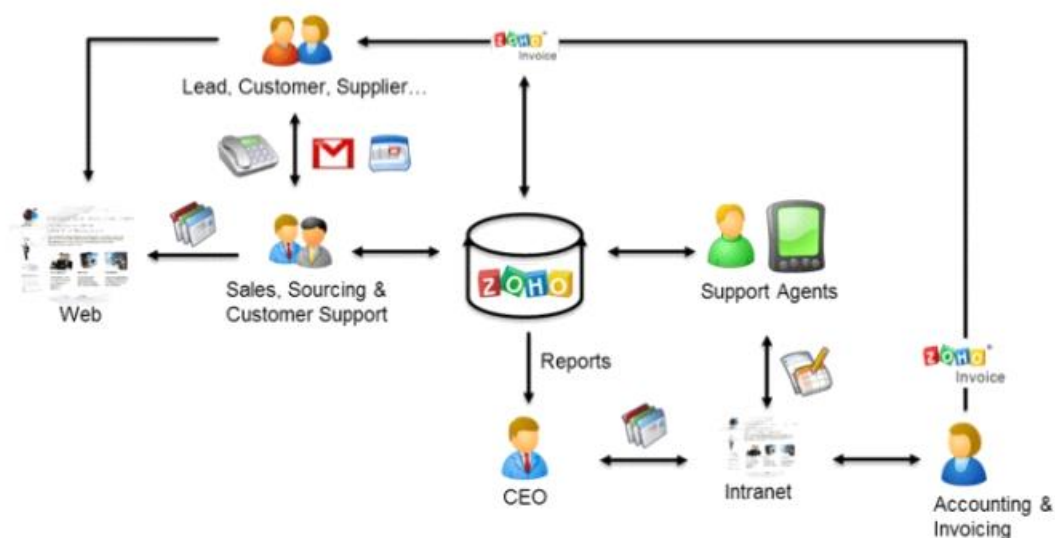 ZOHO
Invoice
Lead, Customer, Supplier...
Web
Sales, Sourcing &
Customer Support
ZOHO
Support Agents
Reports
ZOHO
Invoice
CEO
Intranet
Accounting &
Invoicing